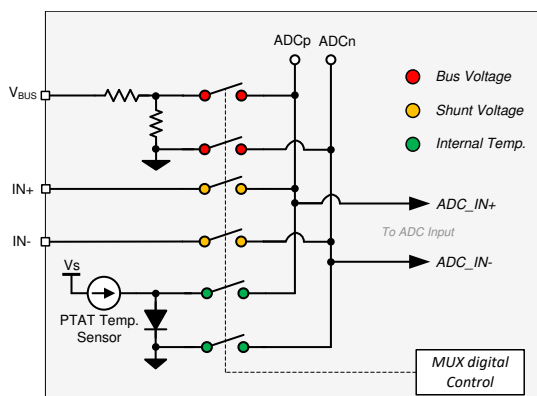 ADCp ADCn
Bus Voltage
VBUS
Shunt Voltage
Internal Temp.
IN+
ADC_IN+
To ADC Input
IN-
ADC_IN-
Vs
PTAT Temp.
Sensor
MUX digital
Control